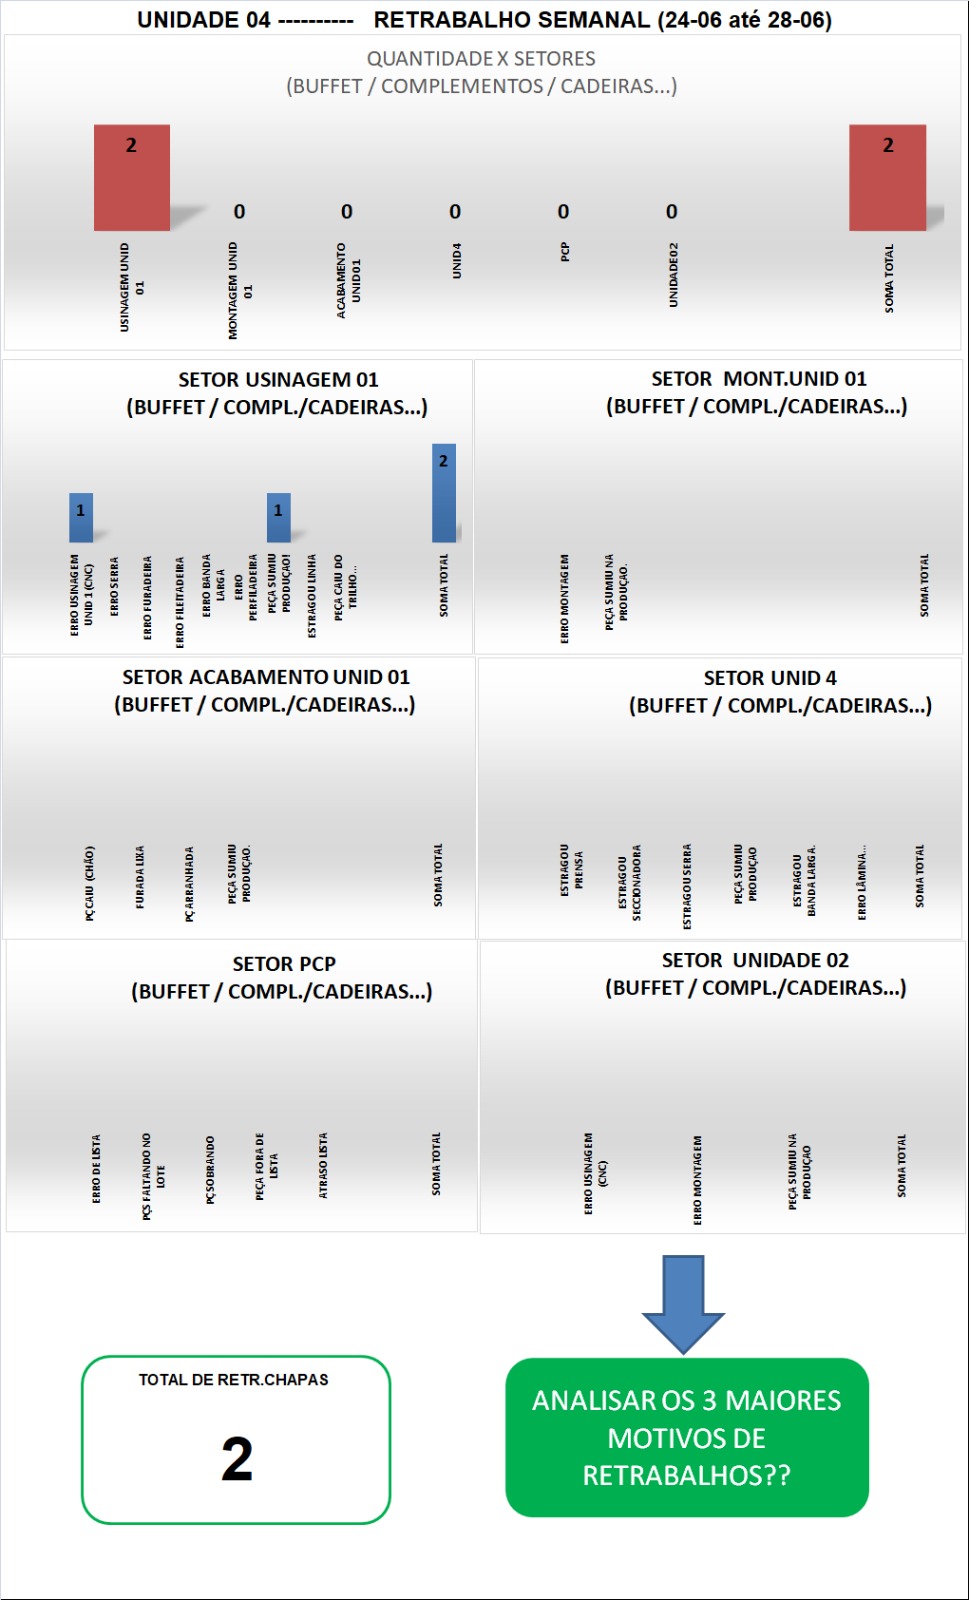 UNIDADE 04 ---------- RETRABALHO SEMANAL (24-06 até 28-06)
QUANTIDADE X SETORES
(BUFFET / COMPLEMENTOS / CADEIRAS...)
2
0
0
0
0
0
2
USINAGEM UNID
01
MONTAGEM UNID
01
ACABAMENTO
UNID01
UNID4
PCP
UNIDADE02
SOMA TOTAL
SETOR USINAGEM 01
(BUFFET / COMPL./CADEIRAS...)
1
1
2
ERRO USINAGEM
UNID 1 (CNC)
ERRO SERRA
ERRO FURADEIRA
ERRO FILEITADEIRA
ERRO BANDA
LARGA
ERRO
PERFILADEIRA
PEÇA SUMIU
PRODUÇAO!
ESTRAGOU LINHA
PEÇA CAIU DO
TRILHO...
SOMA TOTAL
SETOR MONT.UNID 01
(BUFFET / COMPL./CADEIRAS...)
ERRO MONTAGEM
PEÇA SUMIU NA
PRODUÇÃO.
SOMA TOTAL
SETOR ACABAMENTO UNID 01
(BUFFET / COMPL./CADEIRAS...)
PÇ CAIU (CHÃO)
FURADA LIXA
PÇ ARRANHADA
PEÇA SUMIU
PRODUÇAO.
SOMA TOTAL
SETOR UNID 4
(BUFFET / COMPL./CADEIRAS...)
ESTRAGOU
PRENSA
ESTRAGOU
SECCIONADORA
ESTRAGOU SERRA
PEÇA SUMIU
PRODUÇAO
ESTRAGOU
BANDA LARGA.
ERRO LÂMINA...
SOMA TOTAL
SETOR PCP
(BUFFET / COMPL./CADEIRAS...)
ERRO DE LISTA
PÇS FALTANDO NO
LOTE
PÇ SOBRANDO
PEÇA FORA DE
LISTA
ATRASO LISTA
SOMA TOTAL
SETOR UNIDADE 02
(BUFFET / COMPL./CADEIRAS...)
ERRO USINAGEM
(CNC)
ERRO MONTAGEM
PEÇA SUMIU NA
PRODUÇAO
SOMA TOTAL
TOTAL DE RETR.CHAPAS
2
ANALISAR OS 3 MAIORES
MOTIVOS DE
RETRABALHOS??